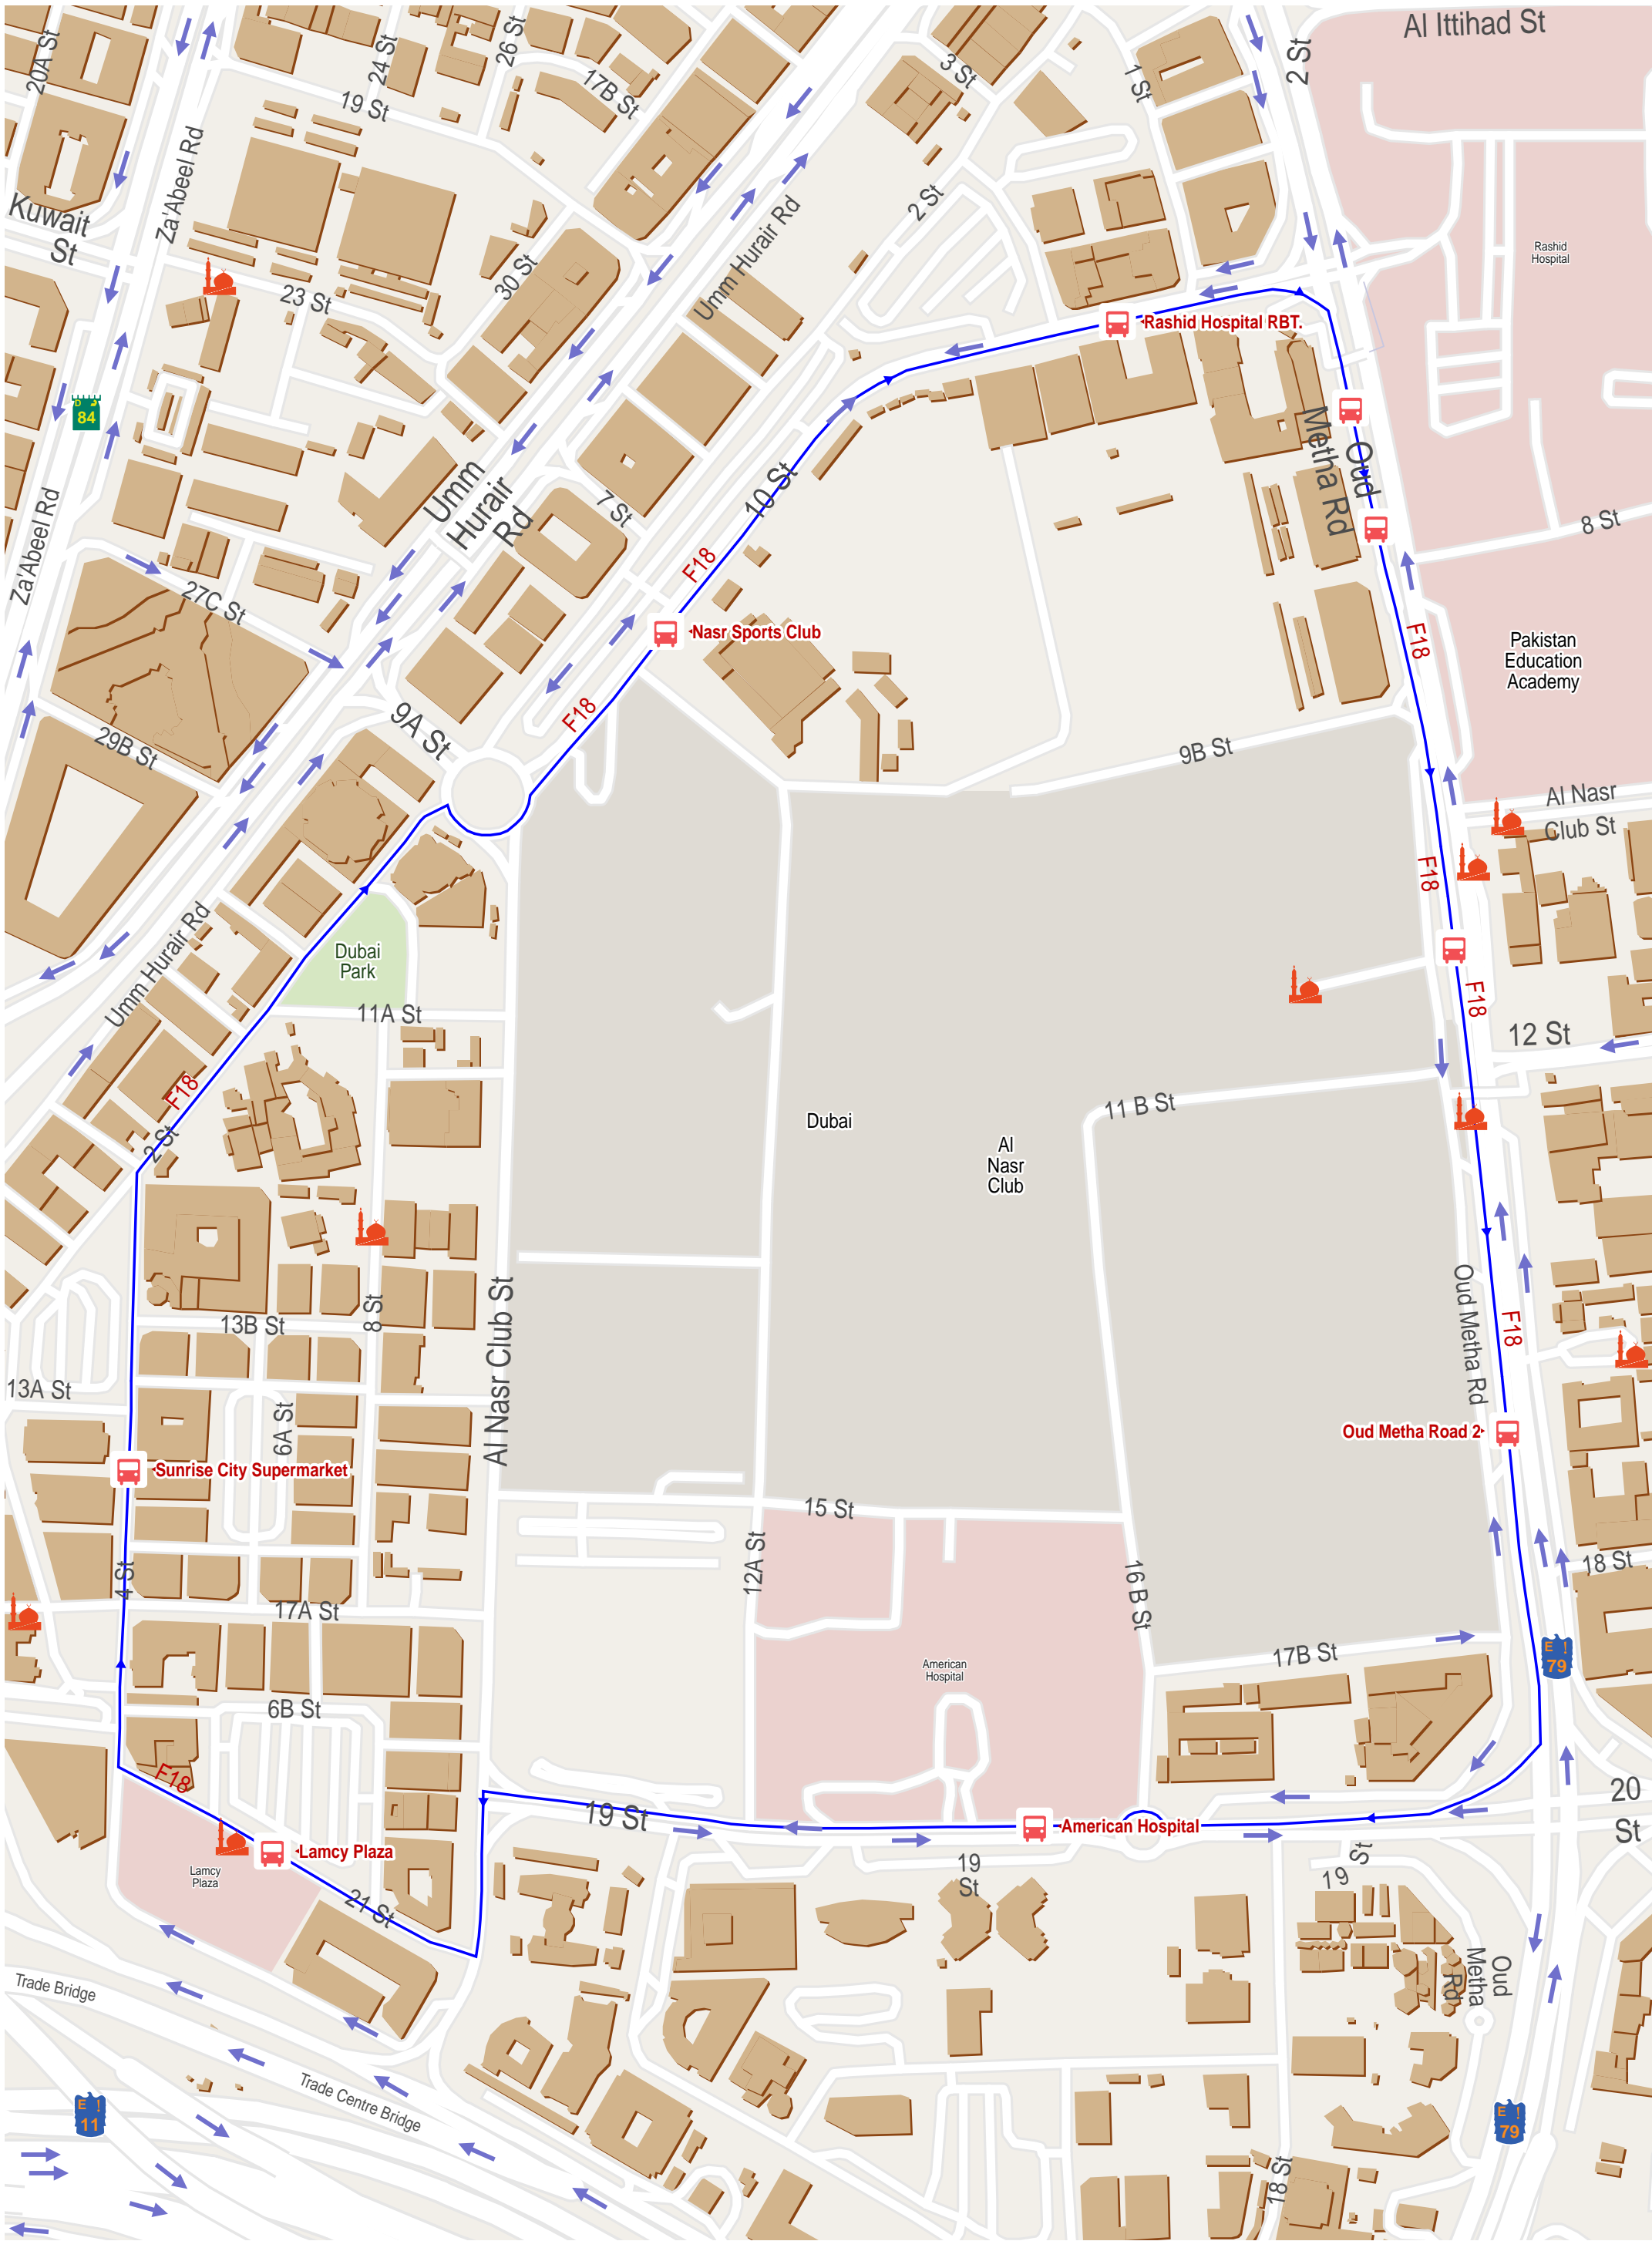 Al Ittihad St
2 St
20A St
24 St
26 St
17B St
3 St
1 St
19 St
Za'Abeel Rd
Kuwait
St
2 St
Umm Hurair Rd
Rashid
Hospital
23 St
30 St
Rashid Hospital RBT.
D
84
Umm
Hurair
Rd
7 St
10 St
Oud
Metha Rd
8 St
Za'Abeel Rd
27C St
F18
Nasr Sports Club
F18
Pakistan
Education
Academy
F18
9A St
29B St
9B St
Al Nasr
Club St
F18
Umm Hurair Rd
Dubai
Park
11A St
F18
12 St
F18
2 St
Dubai
Al
Nasr
Club
11 B St
13B St
8 St
Al Nasr Club St
Oud Metha Rd
F18
13A St
6A St
Oud Metha Road 2
Sunrise City Supermarket
15 St
4 St
12A St
16 B St
18 St
17A St
American
Hospital
17B St
E
79
6B St
F18
19 St
American Hospital
20
St
Lamcy Plaza
Lamcy
Plaza
21 St
19
St
19 St
Oud
Metha
Rd
Trade Bridge
Trade Centre Bridge
E
11
E
79
18 St